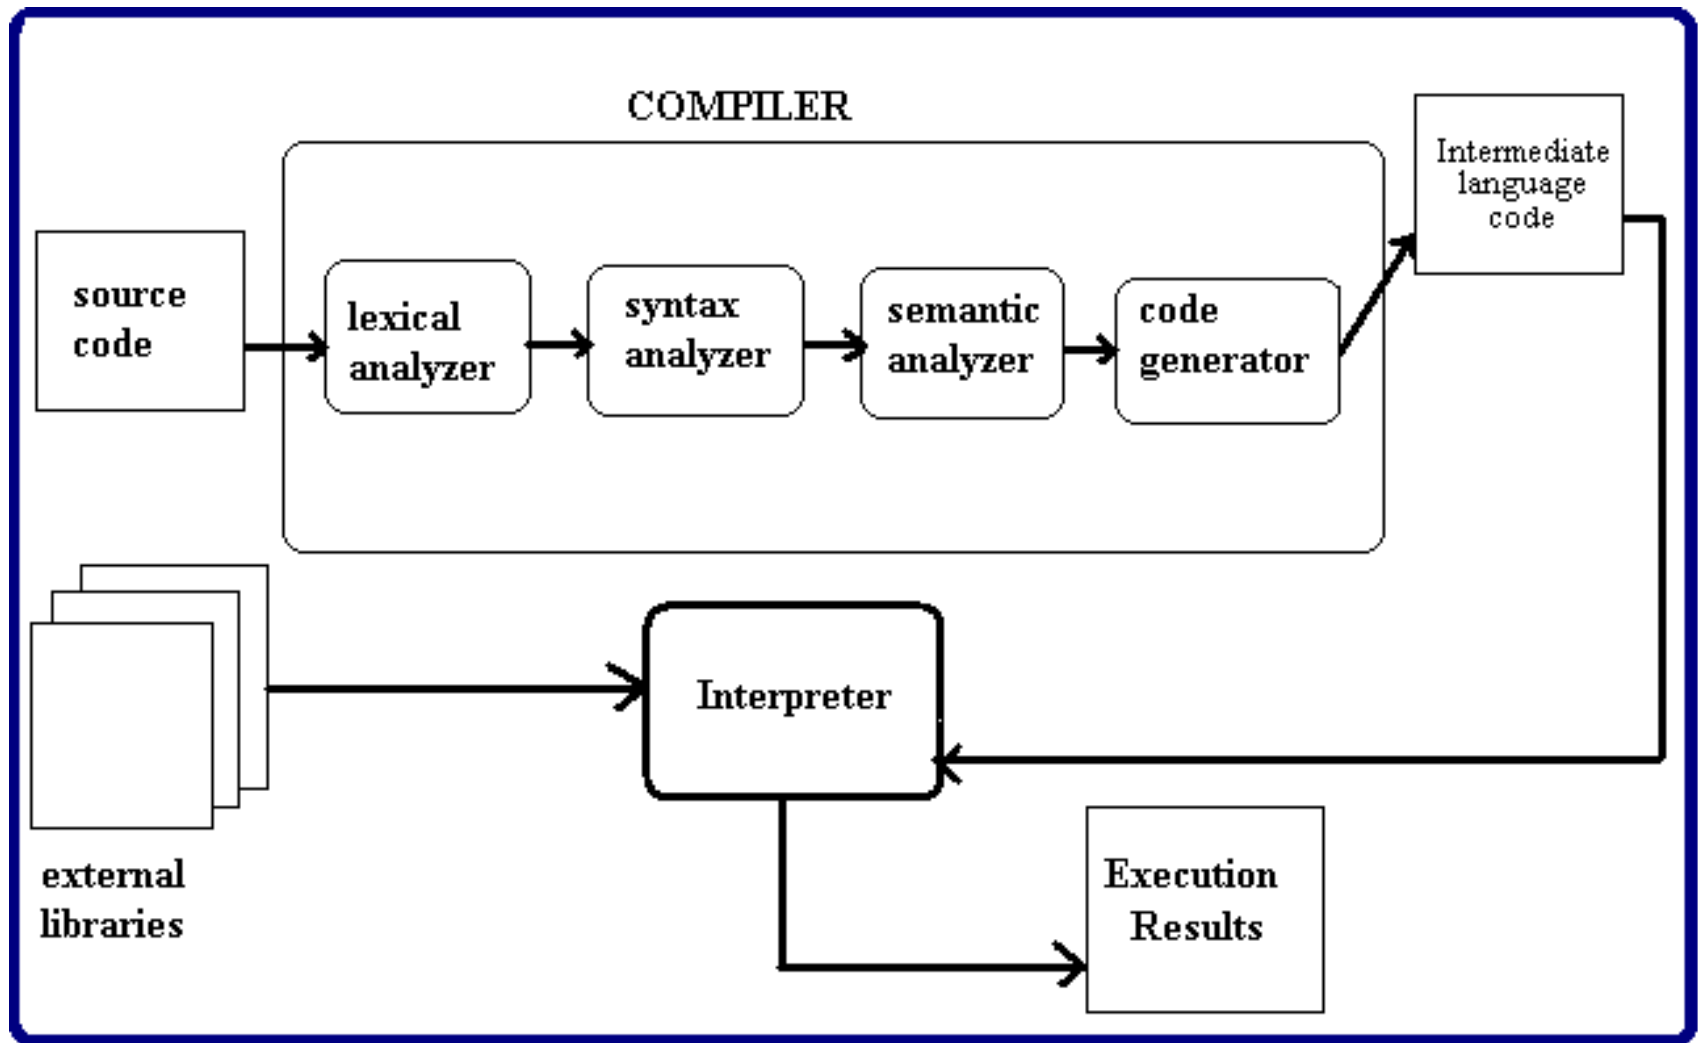 COMPILER
Intermediate
language
code
source
code
lexical
analyzer
syntax
analyzer
semantic
analyzer
code
generator
Interpreter
external
libraries
Execution
Results